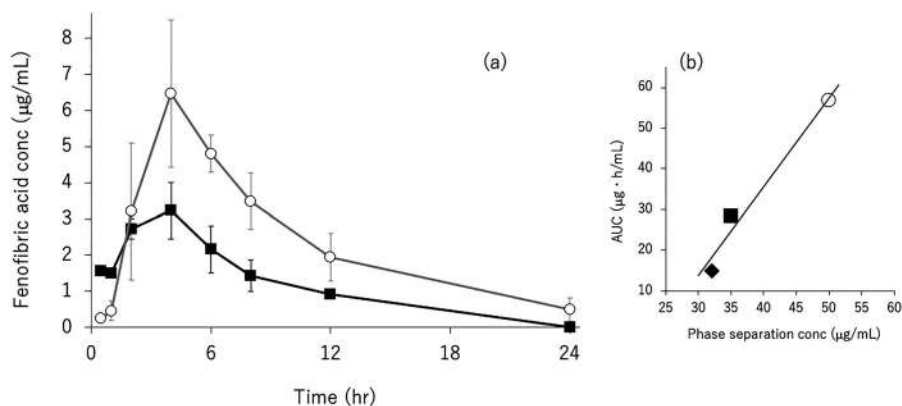 (a)
Fenofibric acid conc (μg/mL)
8
7
6
5
4
3
2
1
0
0 6 12 18 24
Time (hr)
(b)
AUC (μg・h/mL)
60
50
40
30
20
10
25 30 35 40 45 50 55 60
Phase separation conc (μg/mL)